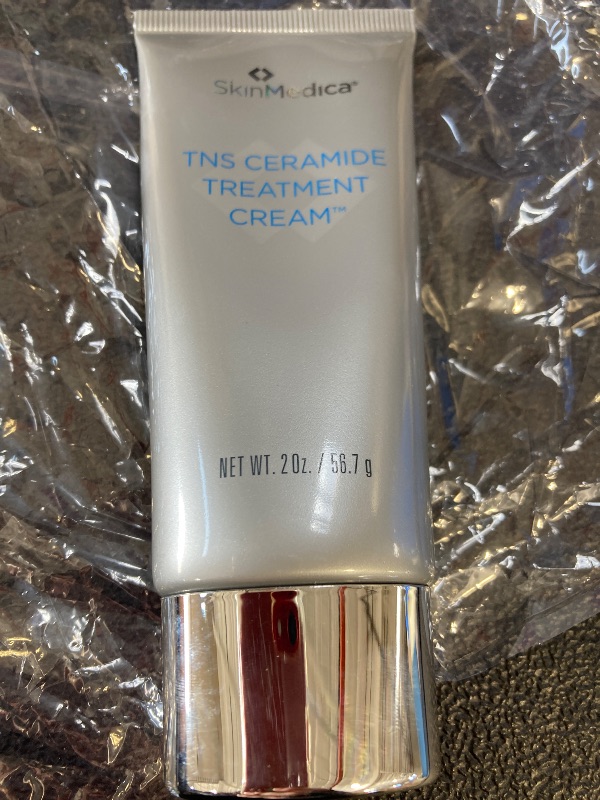 SkinMedica®
TNS CERAMIDE
TREATMENT
CREAM™
NET WT. 2 Oz. / 56.7 g